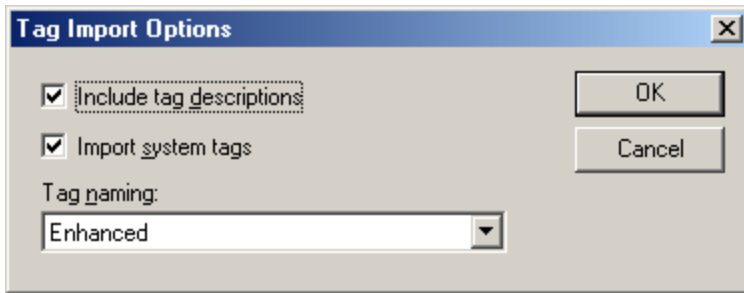 Tag Import Options
Include tag descriptions
OK
Import system tags
Cancel
Tag naming:
Enhanced